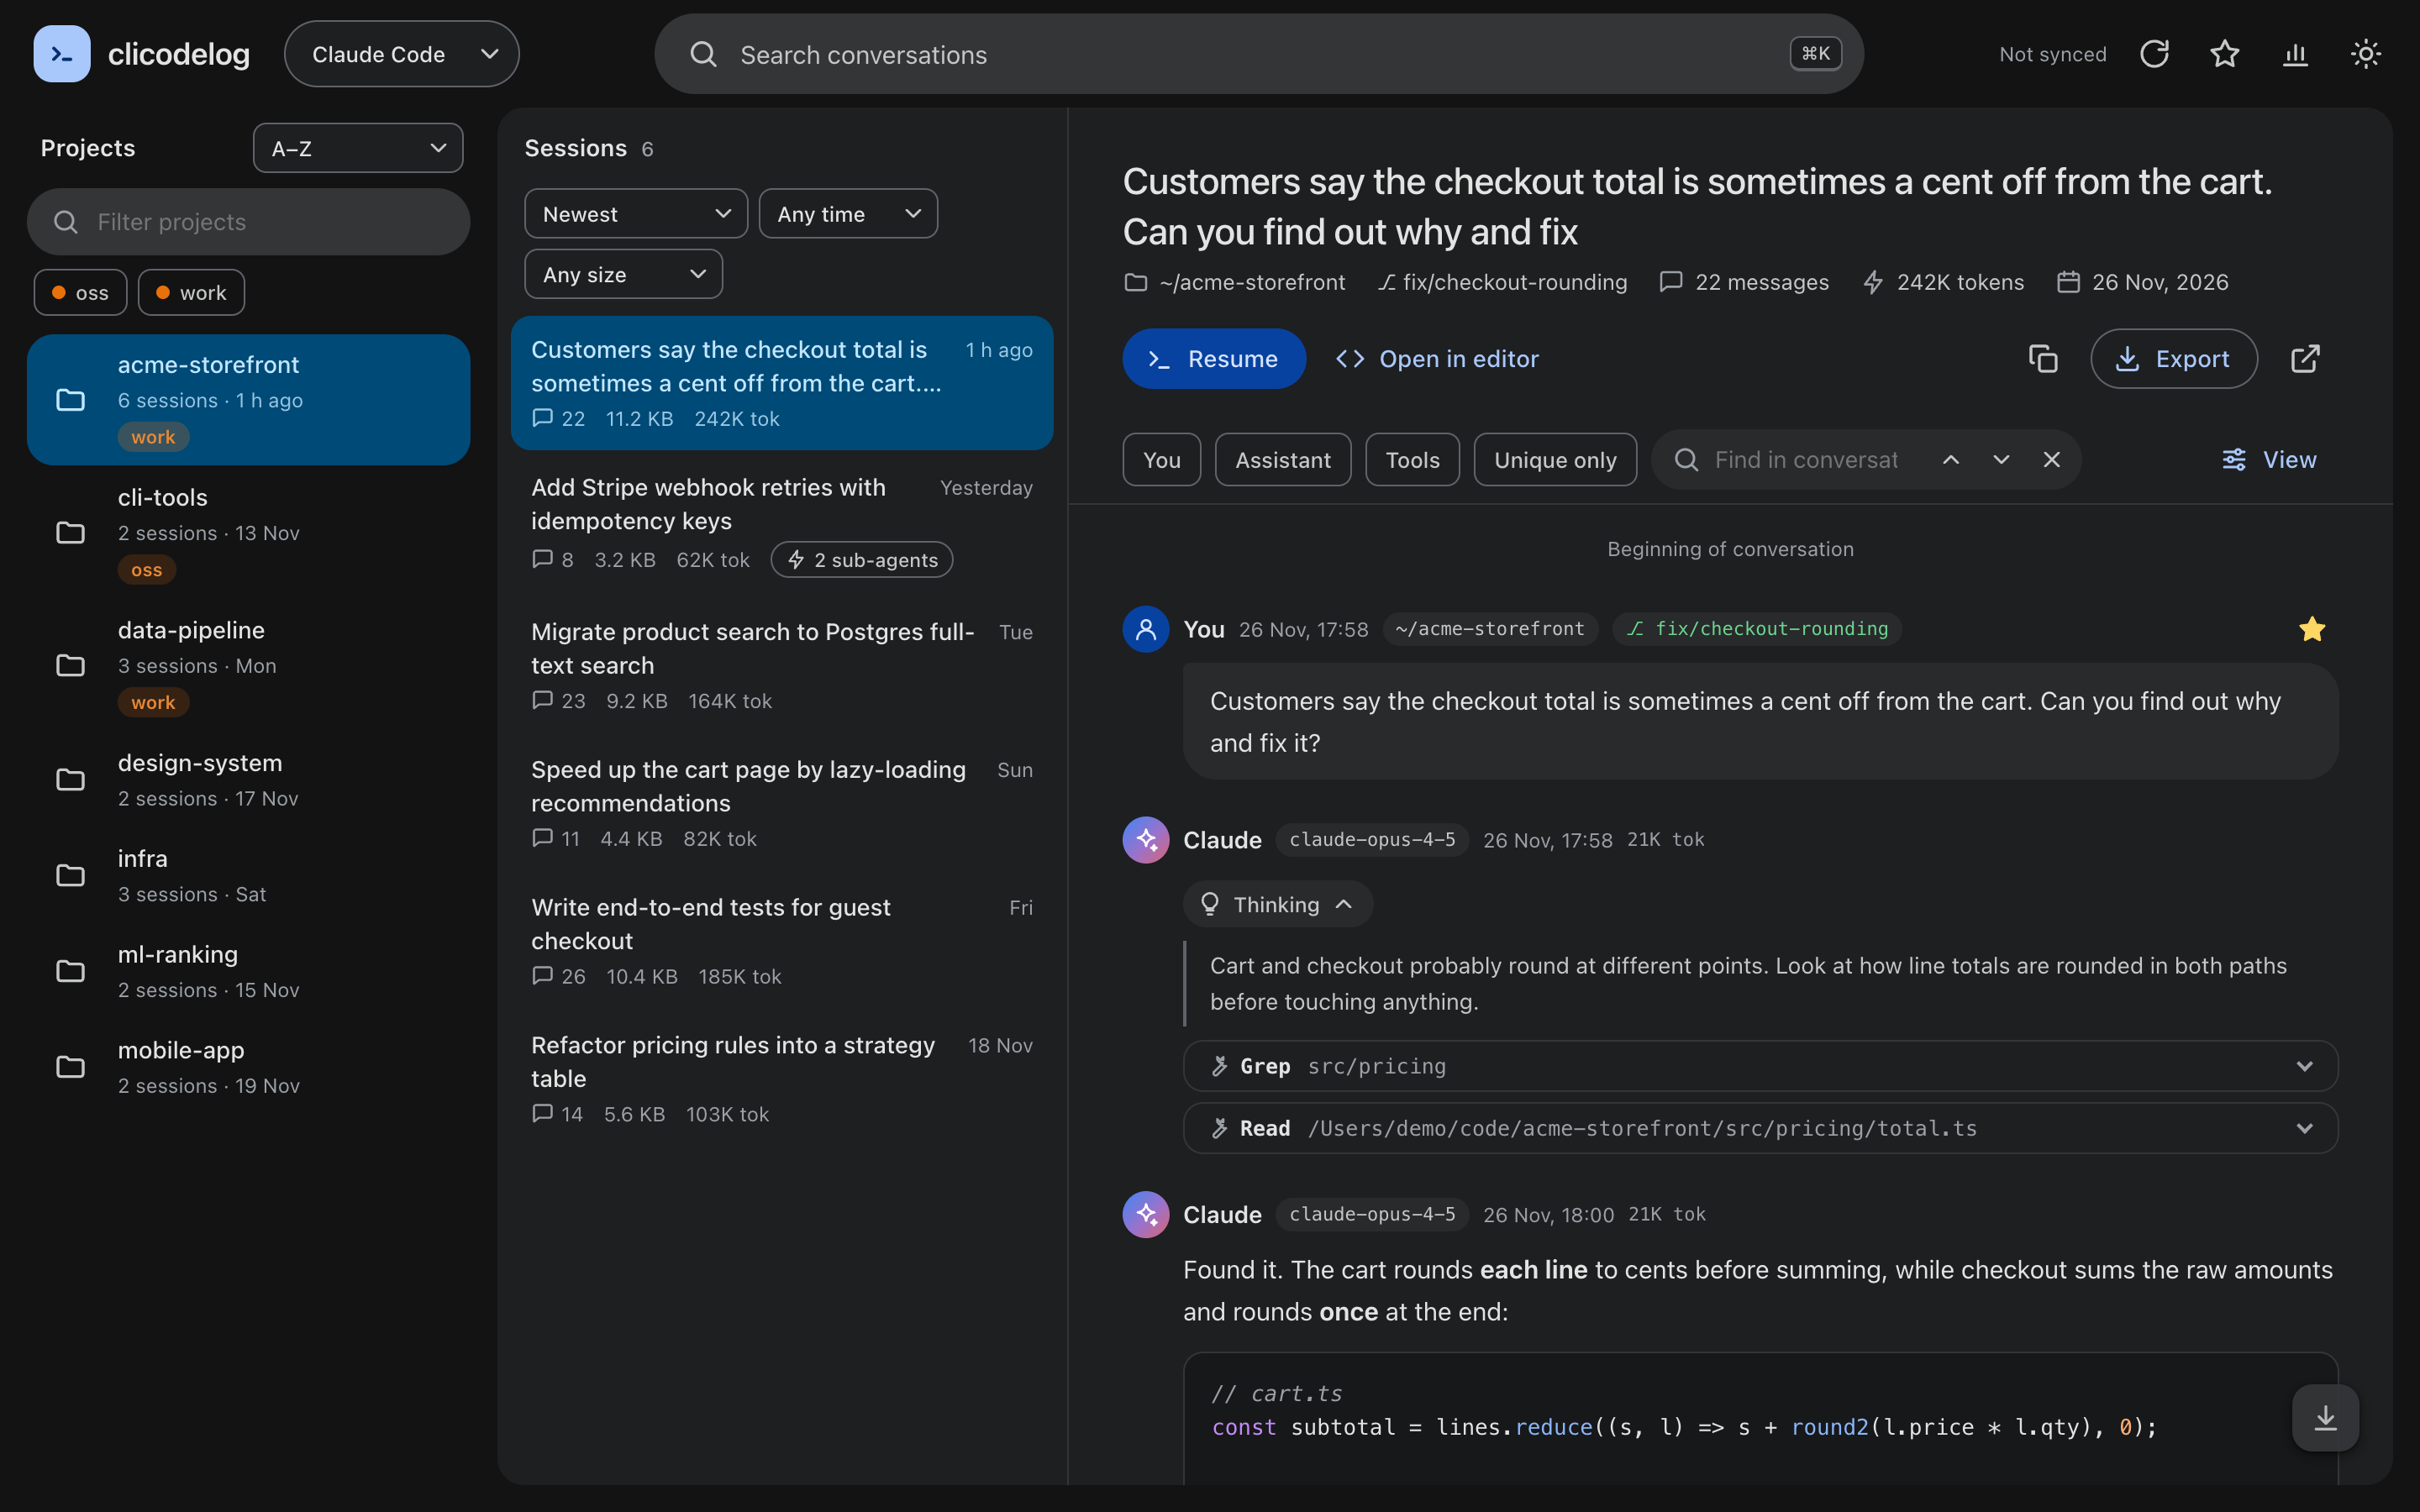 clicodelog
Claude Code
Search conversations
⌘K
Not synced
Projects
A–Z
Filter projects
oss
work
acme-storefront
6 sessions · 1 h ago
work
cli-tools
2 sessions · 13 Nov
oss
data-pipeline
3 sessions · Mon
work
design-system
2 sessions · 17 Nov
infra
3 sessions · Sat
ml-ranking
2 sessions · 15 Nov
mobile-app
2 sessions · 19 Nov
Sessions 6
Newest
Any time
Any size
Customers say the checkout total is
sometimes a cent off from the cart....
1 h ago
22 11.2 KB 242K tok
Add Stripe webhook retries with
idempotency keys
Yesterday
8 3.2 KB 62K tok 2 sub-agents
Migrate product search to Postgres full-
text search
Tue
23 9.2 KB 164K tok
Speed up the cart page by lazy-loading
recommendations
Sun
11 4.4 KB 82K tok
Write end-to-end tests for guest
checkout
Fri
26 10.4 KB 185K tok
Refactor pricing rules into a strategy
table
18 Nov
14 5.6 KB 103K tok
Customers say the checkout total is sometimes a cent off from the cart.
Can you find out why and fix
~/acme-storefront fix/checkout-rounding 22 messages 242K tokens 26 Nov, 2026
Resume
Open in editor
Export
You
Assistant
Tools
Unique only
Find in conversat
View
Beginning of conversation
You 26 Nov, 17:58 ~/acme-storefront fix/checkout-rounding
Customers say the checkout total is sometimes a cent off from the cart. Can you find out why
and fix it?
Claude claude-opus-4-5 26 Nov, 17:58 21K tok
Thinking
Cart and checkout probably round at different points. Look at how line totals are rounded in both paths
before touching anything.
Grep src/pricing
Read /Users/demo/code/acme-storefront/src/pricing/total.ts
Claude claude-opus-4-5 26 Nov, 18:00 21K tok
Found it. The cart rounds each line to cents before summing, while checkout sums the raw amounts
and rounds once at the end:
// cart.ts
const subtotal = lines.reduce((s, l) => s + round2(l.price * l.qty), 0);